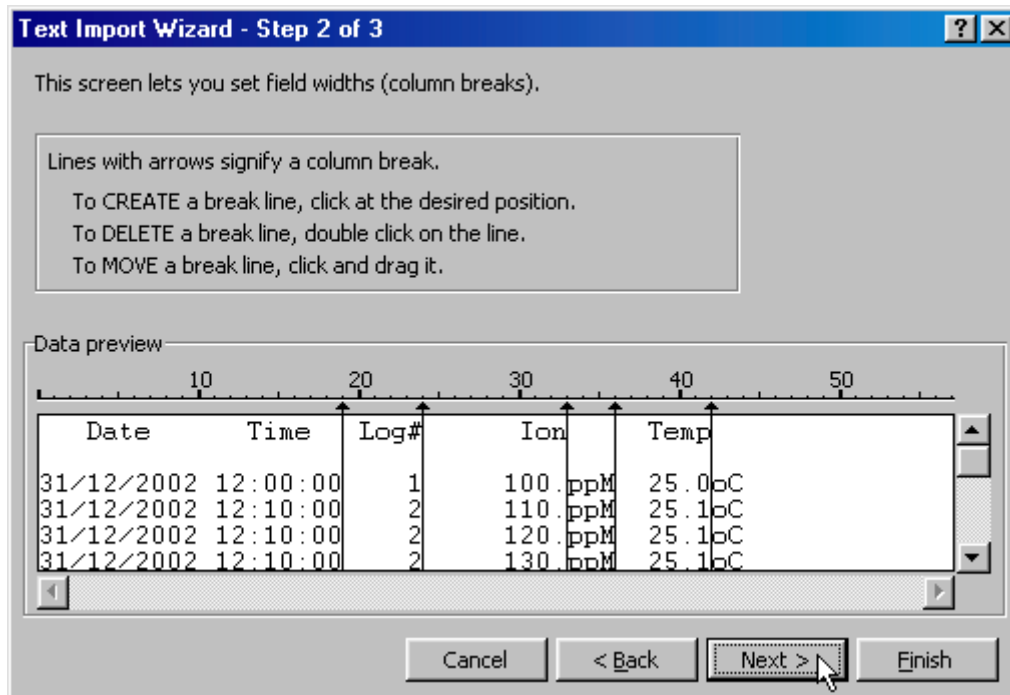 Text Import Wizard - Step 2 of 3
This screen lets you set field widths (column breaks).
Lines with arrows signify a column break.
To CREATE a break line, click at the desired position.
To DELETE a break line, double click on the line.
To MOVE a break line, click and drag it.
Data preview
10 20 30 40 50
Date Time Log# Ion Temp
31/12/2002 12:00:00 1 100.ppM 25.0oC
31/12/2002 12:10:00 2 110.ppM 25.1oC
31/12/2002 12:10:00 2 120.ppM 25.1oC
31/12/2002 12:10:00 2 130.ppM 25.1oC
Cancel < Back Next > Finish